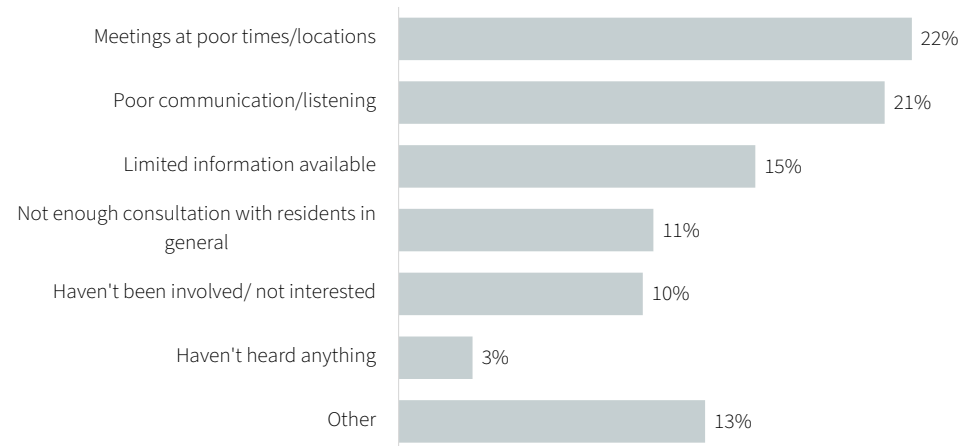 Meetings at poor times/locations 22%
Poor communication/listening 21%
Limited information available 15%
Not enough consultation with residents in
general 11%
Haven't been involved/ not interested 10%
Haven't heard anything 3%
Other 13%